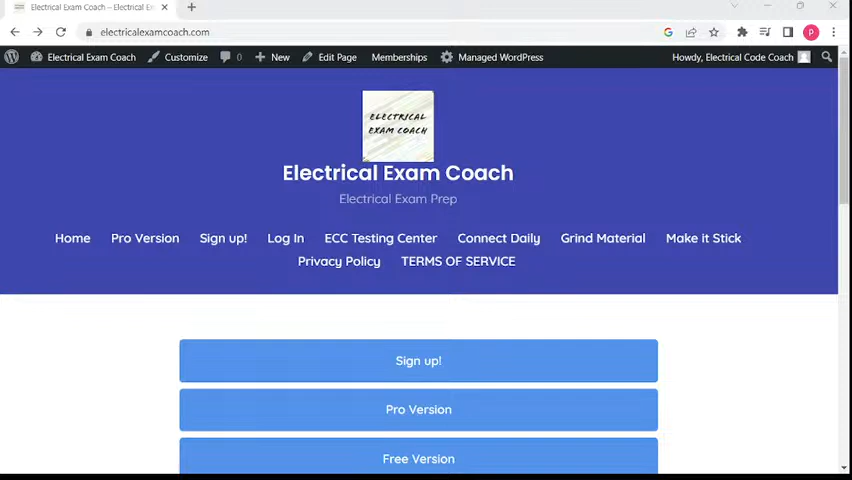 Electrical Exam Coach – Electrical Ex
electricalexamcoach.com
P
Electrical Exam Coach Customize 0 New Edit Page Memberships Managed WordPress Howdy, Electrical Code Coach
ELECTRICAL
EXAM COACH
Electrical Exam Coach
Electrical Exam Prep
Home Pro Version Sign up! Log In ECC Testing Center Connect Daily Grind Material Make it Stick
Privacy Policy TERMS OF SERVICE
Sign up!
Pro Version
Free Version